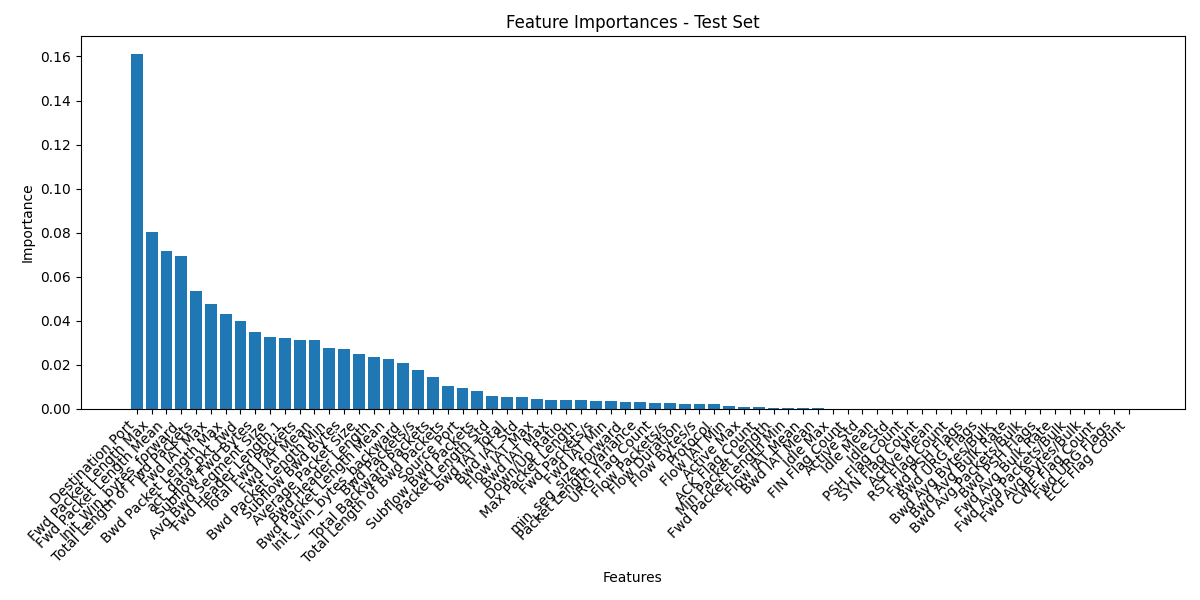 Feature Importances - Test Set
Importance
0.16
0.14
0.12
0.10
0.08
0.06
0.04
0.02
0.00
Destination Port
Fwd Packet Length Max
Fwd Packet Length Mean
Init_Win_bytes_forward
Total Length of Fwd Packets
Fwd IAT Max
Bwd Packet Length Max
act_data_pkt_fwd
Subflow Fwd Bytes
Avg Bwd Segment Size
Fwd Header Length.1
Total Fwd Packets
Fwd IAT Mean
Bwd Packet Length Min
Subflow Bwd Bytes
Average Packet Size
Bwd Header Length
Bwd Packet Length Mean
Init_Win_bytes_backward
Bwd Packets/s
Total Backward Packets
Total Length of Bwd Packets
Source Port
Subflow Bwd Packets
Packet Length Std
Bwd IAT Total
Bwd IAT Std
Flow IAT Max
Bwd IAT Max
Down/Up Ratio
Max Packet Length
Fwd Packets/s
Fwd IAT Min
min_seg_size_forward
Packet Length Variance
URG Flag Count
Flow Packets/s
Flow Duration
Flow Bytes/s
Protocol
Flow IAT Min
Active Max
ACK Flag Count
Min Packet Length
Fwd Packet Length Min
Flow IAT Mean
Bwd IAT Mean
Idle Max
FIN Flag Count
Active Std
Idle Mean
Idle Std
PSH Flag Count
SYN Flag Count
Active Mean
RST Flag Count
Fwd PSH Flags
Bwd URG Flags
Bwd Avg Bytes/Bulk
Bwd Avg Bulk Rate
Bwd Avg Packets/Bulk
Bwd PSH Flags
Fwd Avg Bulk Rate
Fwd Avg Packets/Bulk
Fwd Avg Bytes/Bulk
CWE Flag Count
Fwd URG Flags
ECE Flag Count
Features